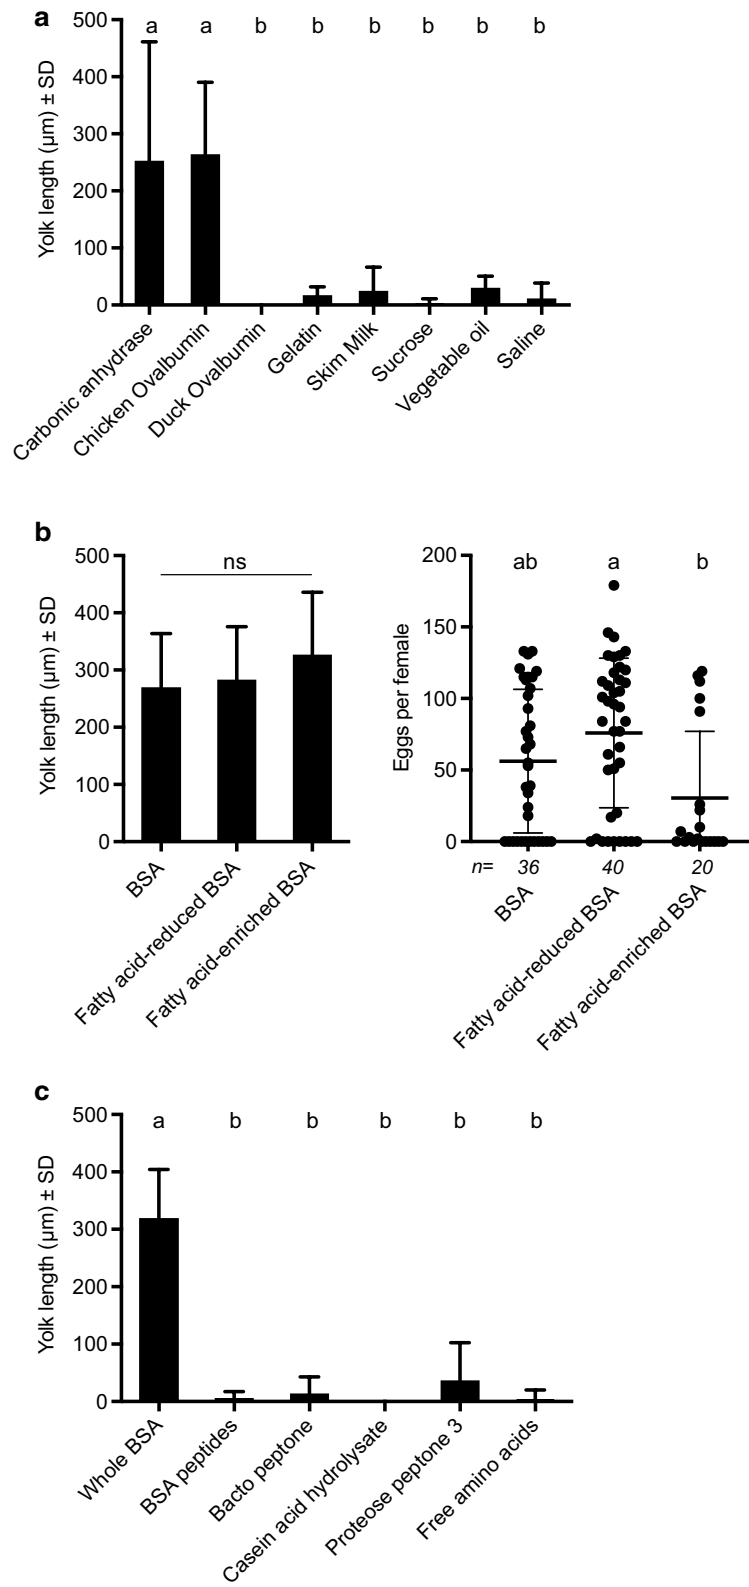 a
a a b b b b b b
Yolk length (µm) ± SD
500
400
300
200
100
0
Carbonic anhydrase
Chicken Ovalbumin
Duck Ovalbumin
Gelatin
Skim Milk
Sucrose
Vegetable oil
Saline
b
Yolk length (µm) ± SD
500
400
300
200
100
0
ns
BSA
Fatty acid-reduced BSA
Fatty acid-enriched BSA
Eggs per female
200
150
100
50
0
ab a b
n= 36 40 20
BSA
Fatty acid-reduced BSA
Fatty acid-enriched BSA
c
a b b b b b
Yolk length (µm) ± SD
500
400
300
200
100
0
Whole BSA
BSA peptides
Bacto peptone
Casein acid hydrolysate
Proteose peptone 3
Free amino acids